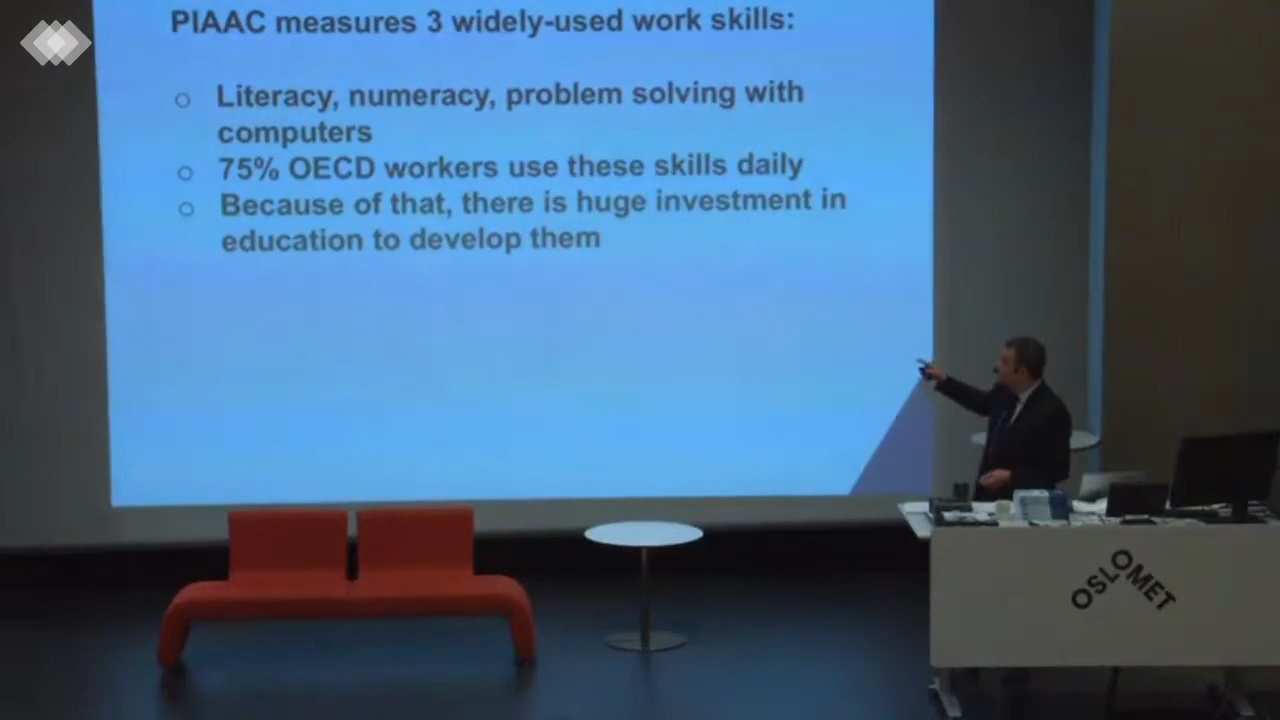 PIAAC measures 3 widely-used work skills:
Literacy, numeracy, problem solving with
computers
75% OECD workers use these skills daily
Because of that, there is huge investment in
education to develop them
OSLOMET